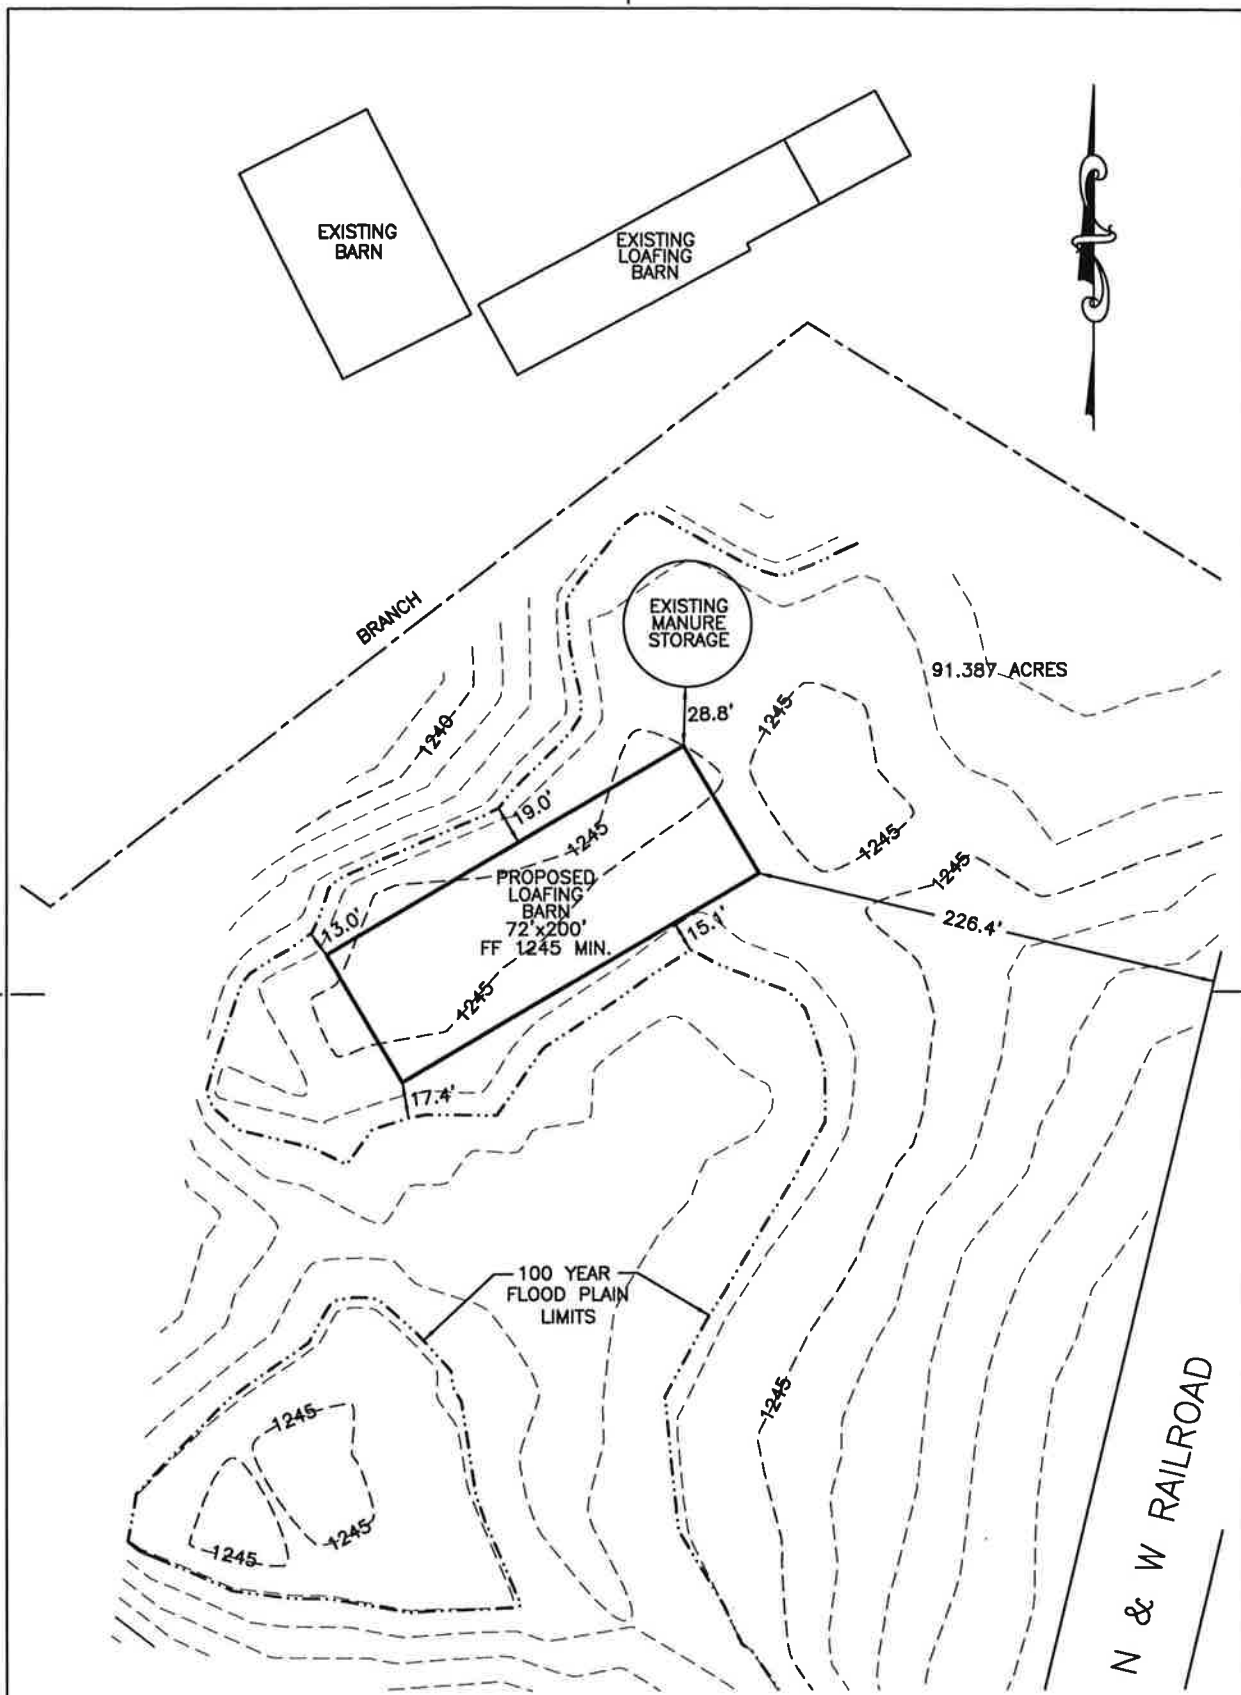 EXISTING
BARN
EXISTING
LOAFING
BARN
BRANCH
EXISTING
MANURE
STORAGE
91.387 ACRES
28.8'
1245
1240
19.0'
1245
1245
1245
PROPOSED
LOAFING
BARN
72'x200'
FF 1245 MIN.
13.0'
15.1'
226.4'
1245
17.4'
100 YEAR
FLOOD PLAIN
LIMITS
1245
1245
1245
1245
N & W RAILROAD